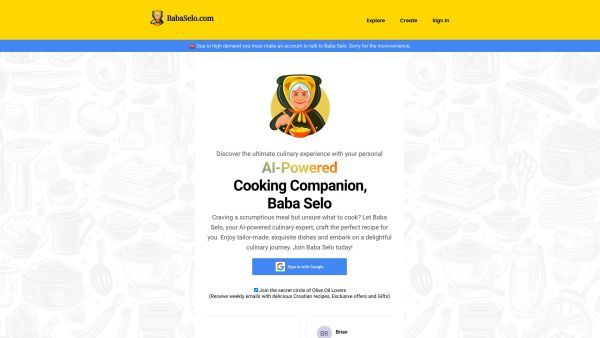 BabaSelo.com
Explore Create Sign In
🚨 Due to high demand you must make an account to talk to Baba Selo. Sorry for the inconvenience.
Discover the ultimate culinary experience with your personal
AI-Powered
Cooking Companion,
Baba Selo
Craving a scrumptious meal but unsure what to cook? Let Baba
Selo, your AI-powered culinary expert, craft the perfect recipe for
you. Enjoy tailor-made, exquisite dishes and embark on a delightful
culinary journey. Join Baba Selo today!
G Sign in with Google
Join the secret circle of Olive Oil Lovers
(Receive weekly emails with delicious Croatian recipes, Exclusive offers and Gifts)
BR Brian